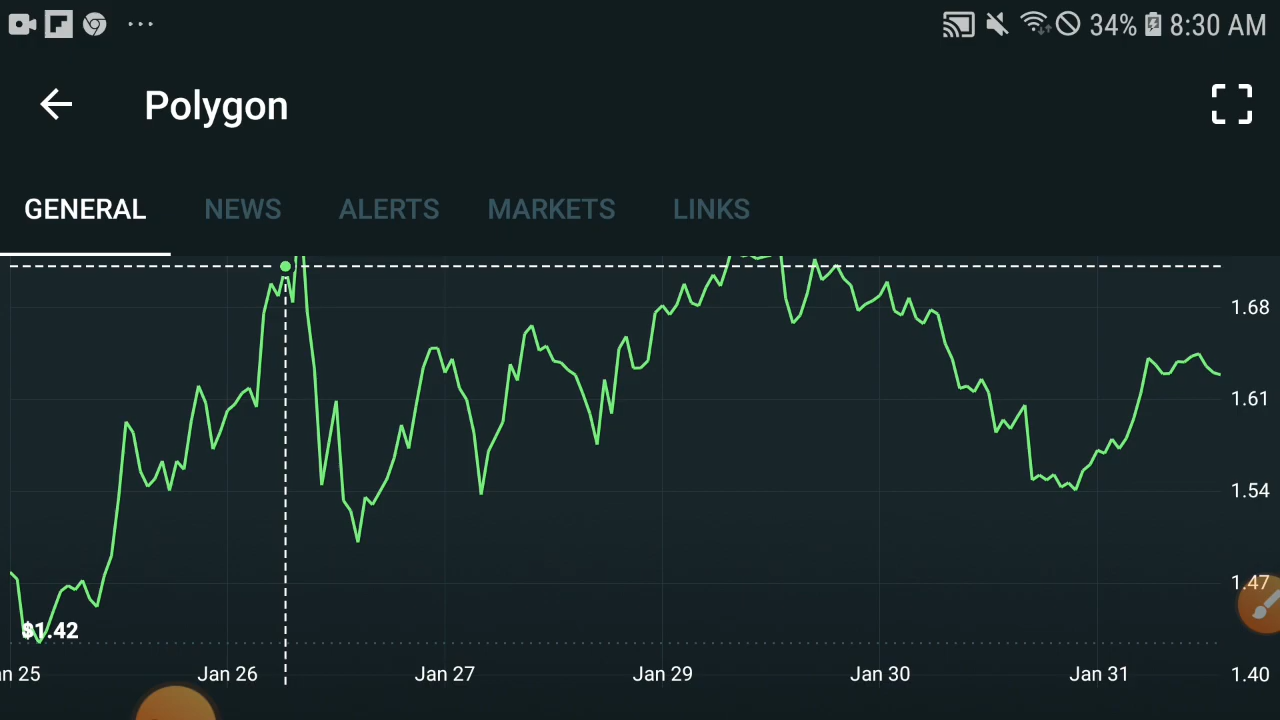 34% 8:30 AM
Polygon
GENERAL NEWS ALERTS MARKETS LINKS
1.68
1.61
1.54
1.47
$1.42
n 25 Jan 26 Jan 27 Jan 29 Jan 30 Jan 31 1.40